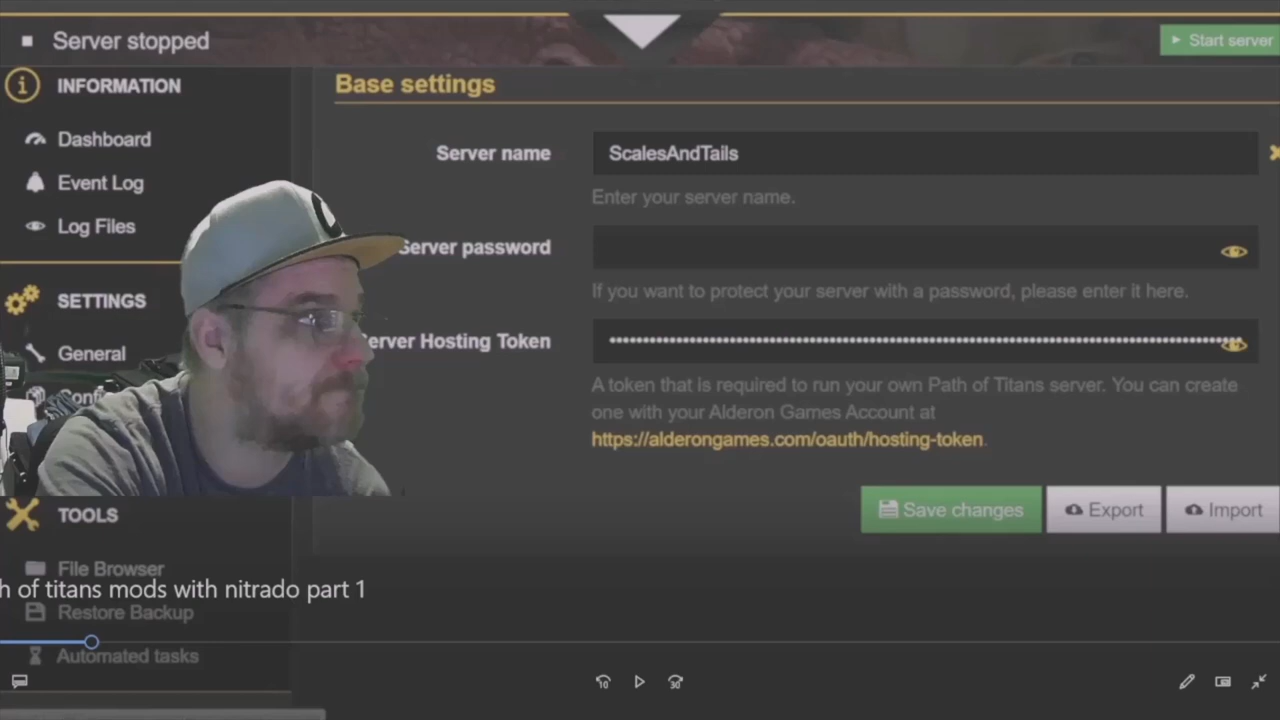 Server stopped
Start server
INFORMATION
Dashboard
Event Log
Log Files
SETTINGS
General
TOOLS
File Browser
Restore Backup
Automated tasks
Base settings
Server name
ScalesAndTails
Enter your server name.
Server password
If you want to protect your server with a password, please enter it here.
Server Hosting Token
A token that is required to run your own Path of Titans server. You can create
one with your Alderon Games Account at
https://alderongames.com/oauth/hosting-token.
Save changes
Export
Import
h of titans mods with nitrado part 1
10
30